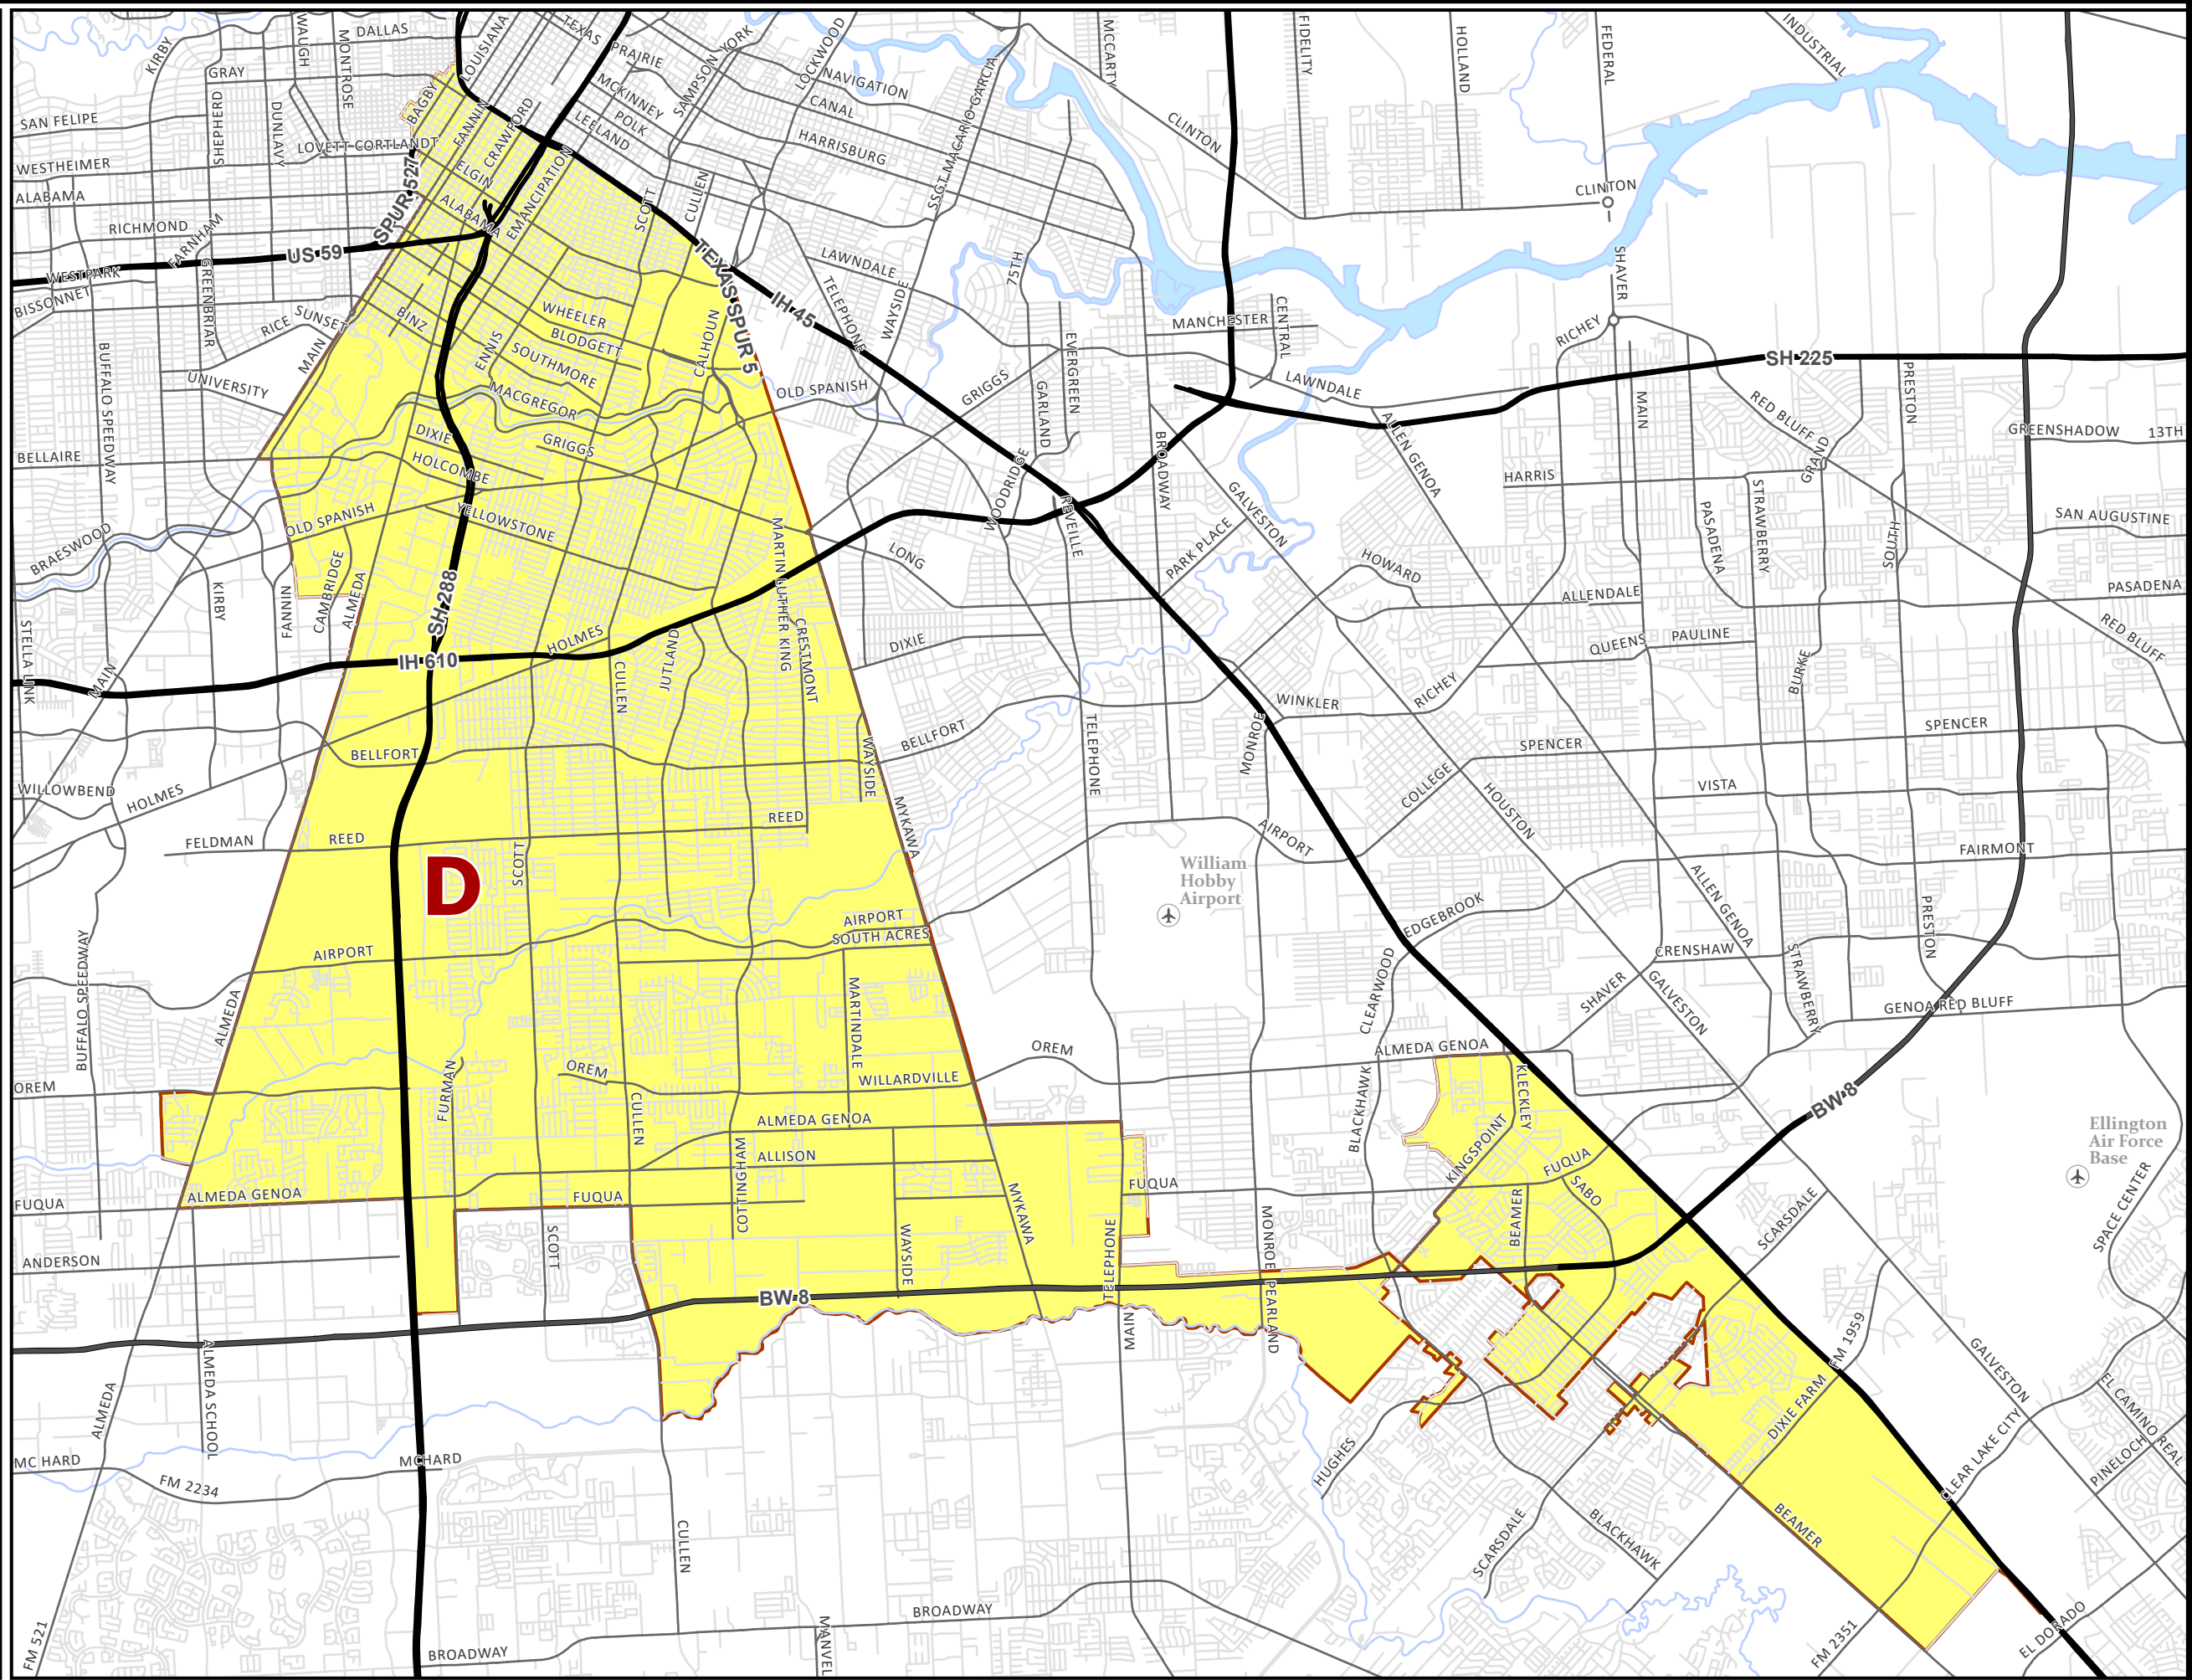 KIRBY
WAUGH
MONTROSE
DALLAS
LOUISIANA
TEXAS
PRAIRIE
YORK
SAMPSON
LOCKWOOD
MCCARTY
FIDELITY
HOLLAND
FEDERAL
INDUSTRIAL
GRAY
BAGBY
MCKINNEY
NAVIGATION
CANAL
SAN FELIPE
SHEPHERD
DUNLAVY
FANNIN
CRAWFORD
POLK
LEELAND
HARRISBURG
SSGT MACARIO GARCIA
CLINTON
LOVETT CORTLANDT
WESTHEIMER
SPUR 527
ELGIN
EMANCIPATION
ALABAMA
ALABAMA
SCOTT
CULLEN
CLINTON
RICHMOND
FARNHAM
US 59
WESTPARK
BISSONNET
GREENBRIAR
TEXAS SPUR 5
IH 45
LAWNDALE
TELEPHONE
WAYSIDE
75TH
SHAVER
RICE
SUNSET
BINZ
WHEELER
BLODGETT
SOUTHMORE
ENNIS
CALHOUN
MANCHESTER
CENTRAL
RICHEY
SH 225
MAIN
UNIVERSITY
BUFFALO SPEEDWAY
MACGREGOR
OLD SPANISH
GRIGGS
GARLAND
EVERGREEN
LAWNDALE
MAIN
PRESTON
RED BLUFF
GREENSHADOW
13TH
BELLAIRE
DIXIE
GRIGGS
HOLCOMBE
WOODRIDGE
BROADWAY
ALLEN GENOA
HARRIS
GRAND
OLD SPANISH
YELLOWSTONE
REVEILLE
GALVESTON
PASADENA
STRAWBERRY
SOUTH
SAN AUGUSTINE
BRAESWOOD
MARTIN LUTHER KING
LONG
PARK PLACE
HOWARD
KIRBY
FANNIN
CAMBRIDGE
ALMEDA
SH 288
ALLENDALE
PASADENA
STELLA LINK
MAIN
IH 610
HOLMES
CULLEN
JUTLAND
CRESTMONT
DIXIE
QUEENS
PAULINE
BURKE
RED BLUFF
WINKLER
RICHEY
BELLFORT
WAYSIDE
BELLFORT
TELEPHONE
MONROE
SPENCER
SPENCER
WILLOWBEND
HOLMES
MYKAWA
COLLEGE
HOUSTON
VISTA
FELDMAN
REED
REED
SCOTT
AIRPORT
FAIRMONT
D
William
Hobby
Airport
ALLEN GENOA
PRESTON
BUFFALO SPEEDWAY
AIRPORT
AIRPORT
SOUTH ACRES
EDGEBROOK
CRENSHAW
STRAWBERRY
ALMEDA
MARTINDALE
CLEARWOOD
SHAVER
GALVESTON
GENOA RED BLUFF
OREM
FURMAN
OREM
WILLARDVILLE
OREM
ALMEDA GENOA
BLACKHAWK
KLECKLEY
BW 8
CULLEN
ALMEDA GENOA
COTTINGHAM
ALLISON
KINGSPOINT
Ellington
Air Force
Base
FUQUA
ALMEDA GENOA
FUQUA
MYKAWA
FUQUA
FUQUA
SABO
BEAMER
SCARSDALE
SPACE CENTER
ANDERSON
SCOTT
WAYSIDE
TELEPHONE
MONROE
PEARLAND
BW 8
MAIN
ALMEDA SCHOOL
ALMEDA
FM 1959
DIXIE FARM
GALVESTON
EL CAMINO REAL
MC HARD
FM 2234
MCHARD
HUGHES
CLEAR LAKE CITY
PINELOCH
CULLEN
SCARSDALE
BLACKHAWK
BEAMER
FM 521
BROADWAY
MANVEL
BROADWAY
FM 2351
EL DORADO